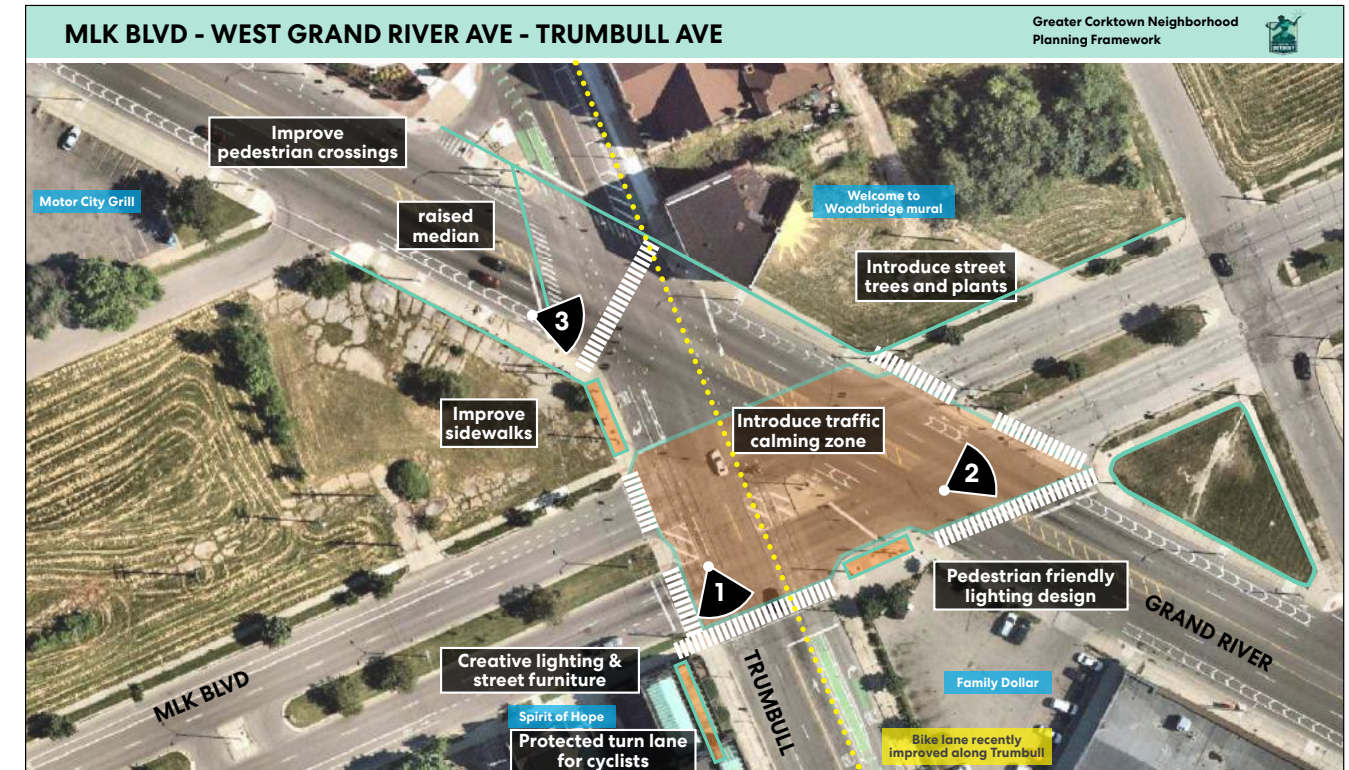 MLK BLVD - WEST GRAND RIVER AVE - TRUMBULL AVE
Greater Corktown Neighborhood
Planning Framework
DETROIT
Improve
pedestrian crossings
Motor City Grill
Welcome to
Woodbridge mural
raised
median
Introduce street
trees and plants
3
Improve
sidewalks
Introduce traffic
calming zone
2
1
Pedestrian friendly
lighting design
GRAND RIVER
Creative lighting &
street furniture
MLK BLVD
TRUMBULL
Family Dollar
Spirit of Hope
Protected turn lane
for cyclists
Bike lane recently
improved along Trumbull